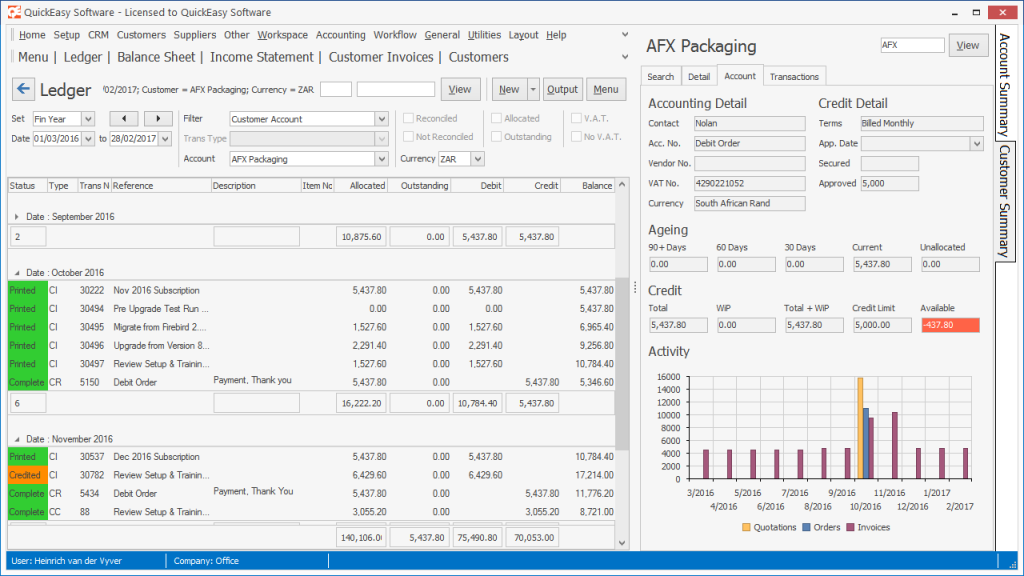 QuickEasy Software - Licensed to QuickEasy Software
Home Setup CRM Customers Suppliers Other Workspace Accounting Workflow General Utilities Layout Help
Menu | Ledger | Balance Sheet | Income Statement | Customer Invoices | Customers
Ledger /02/2017; Customer = AFX Packaging; Currency = ZAR View New Output Menu
Set Fin Year Filter Customer Account Reconciled Allocated V.A.T.
Date 01/03/2016 to 28/02/2017 Trans Type Not Reconciled Outstanding No V.A.T.
Account AFX Packaging Currency ZAR
Status Type Trans N Reference Description Item No Allocated Outstanding Debit Credit Balance
Date : September 2016
2 10,875.60 0.00 5,437.80 5,437.80
Date : October 2016
Printed CI 30222 Nov 2016 Subscription 5,437.80 0.00 5,437.80 5,437.80
Printed CI 30494 Pre Upgrade Test Run ... 0.00 0.00 0.00 5,437.80
Printed CI 30495 Migrate from Firebird 2.... 1,527.60 0.00 1,527.60 6,965.40
Printed CI 30496 Upgrade from Version 8... 2,291.40 0.00 2,291.40 9,256.80
Printed CI 30497 Review Setup & Trainin... 1,527.60 0.00 1,527.60 10,784.40
Complete CR 5150 Debit Order Payment, Thank you 5,437.80 0.00 5,437.80 5,346.60
6 16,222.20 0.00 10,784.40 5,437.80
Date : November 2016
Printed CI 30537 Dec 2016 Subscription 5,437.80 0.00 5,437.80 10,784.40
Credited CI 30782 Review Setup & Trainin... 6,429.60 0.00 6,429.60 17,214.00
Complete CR 5434 Debit Order Payment, Thank You 5,437.80 0.00 5,437.80 11,776.20
Complete CC 88 Review Setup & Trainin... 3,055.20 0.00 3,055.20 8,721.00
140,106.0 5,437.80 75,490.80 70,053.00
User: Heinrich van der Vyver Company: Office
AFX Packaging AFX View
Search Detail Account Transactions
Accounting Detail Credit Detail
Contact Nolan Terms Billed Monthly
Acc. No. Debit Order App. Date
Vendor No. Secured
VAT No. 4290221052 Approved 5,000
Currency South African Rand
Ageing
90+ Days 60 Days 30 Days Current Unallocated
0.00 0.00 0.00 5,437.80 0.00
Credit
Total WiP Total + WiP Credit Limit Available
5,437.80 0.00 5,437.80 5,000.00 -437.80
Activity
16000
14000
12000
10000
8000
6000
4000
2000
0
3/2016 5/2016 7/2016 9/2016 11/2016 1/2017
4/2016 6/2016 8/2016 10/2016 12/2016 2/2017
Quotations Orders Invoices
Account Summary
Customer Summary